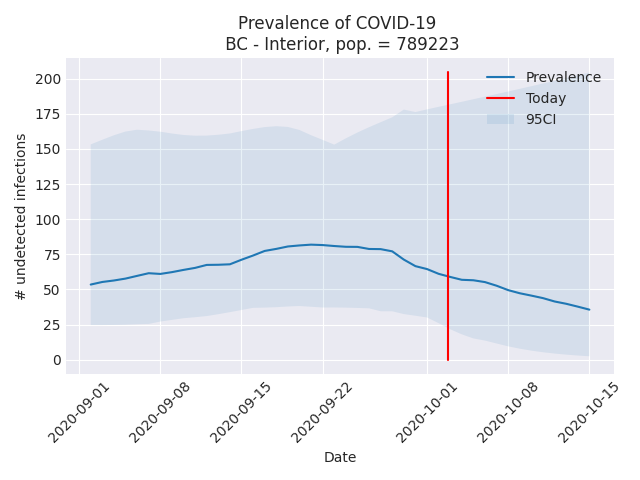 Prevalence of COVID-19
BC - Interior, pop. = 789223
Prevalence
Today
95CI
200
175
150
125
100
75
50
25
0
# undetected infections
2020-09-01
2020-09-08
2020-09-15
2020-09-22
2020-10-01
2020-10-08
2020-10-15
Date